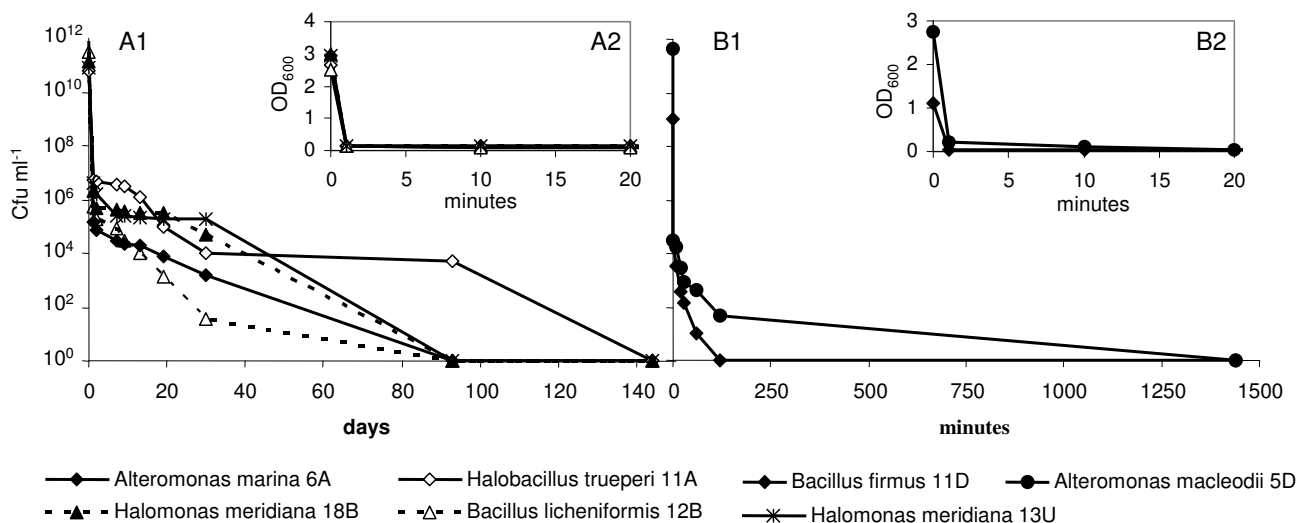 A1
A2
B1
B2
10¹²
10¹⁰
10⁸
10⁶
10⁴
10²
10⁰
Cfu ml⁻¹
0 20 40 60 80 100 120 140
days
4
3
2
1
0
OD₆₀₀
0 5 10 15 20
minutes
3
2
1
0
OD₆₀₀
0 5 10 15 20
minutes
0 250 500 750 1000 1250 1500
minutes
Alteromonas marina 6A
Halobacillus trueperi 11A
Bacillus firmus 11D
Alteromonas macleodii 5D
Halomonas meridiana 18B
Bacillus licheniformis 12B
Halomonas meridiana 13U